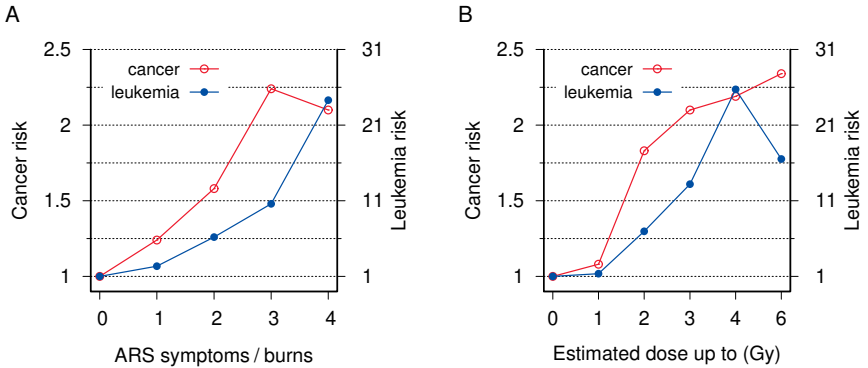 A
2.5
2
1.5
1
31
21
11
1
cancer
leukemia
Cancer risk
Leukemia risk
0 1 2 3 4
ARS symptoms / burns
B
2.5
2
1.5
1
31
21
11
1
cancer
leukemia
Cancer risk
Leukemia risk
0 1 2 3 4 6
Estimated dose up to (Gy)